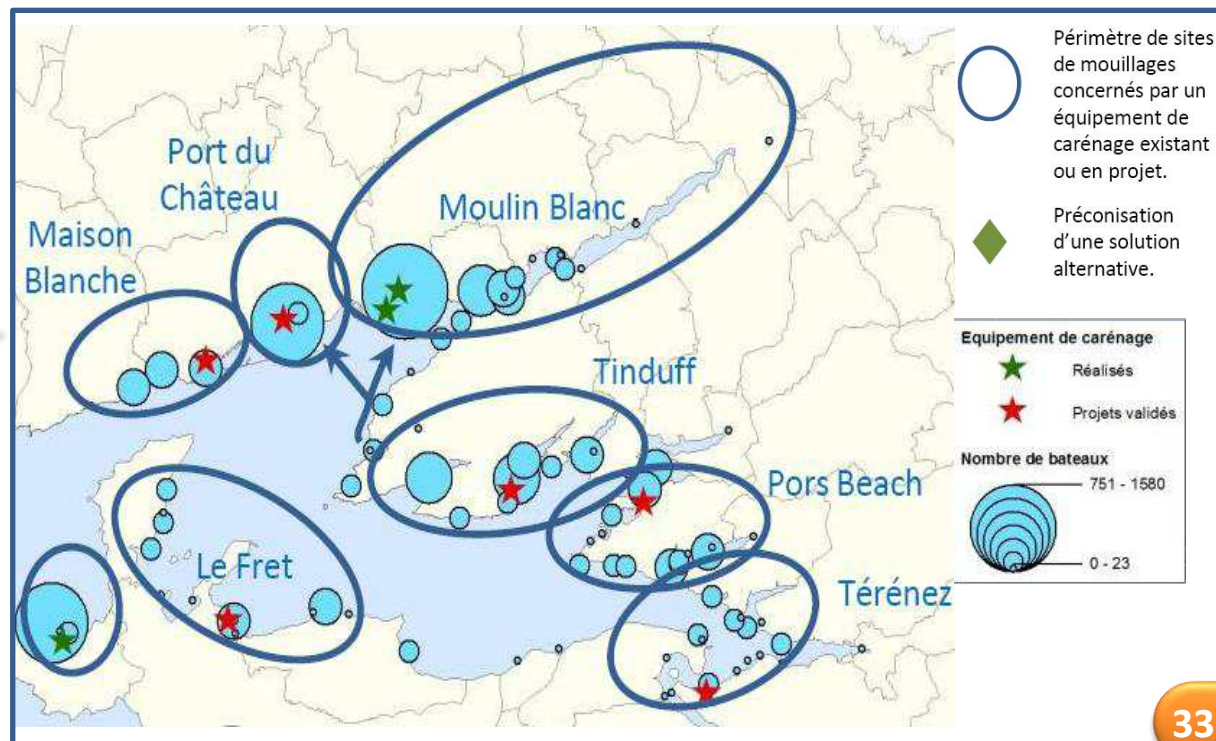 Port du
Château
Maison
Blanche
Moulin Blanc
Tinduff
Pors Beach
Le Fret
Térénez
Périmètre de sites
de mouillages
concernés par un
équipement de
carénage existant
ou en projet.
Préconisation
d’une solution
alternative.
Equipement de carénage
Réalisés
Projets validés
Nombre de bateaux
751 - 1580
0 - 23
33